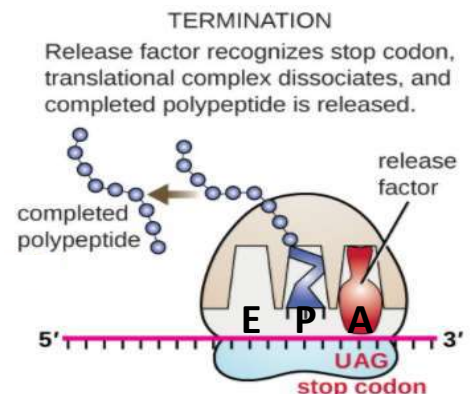 TERMINATION
Release factor recognizes stop codon,
translational complex dissociates, and
completed polypeptide is released.
release
factor
completed
polypeptide
E P A
5′ 3′
UAG
stop codon